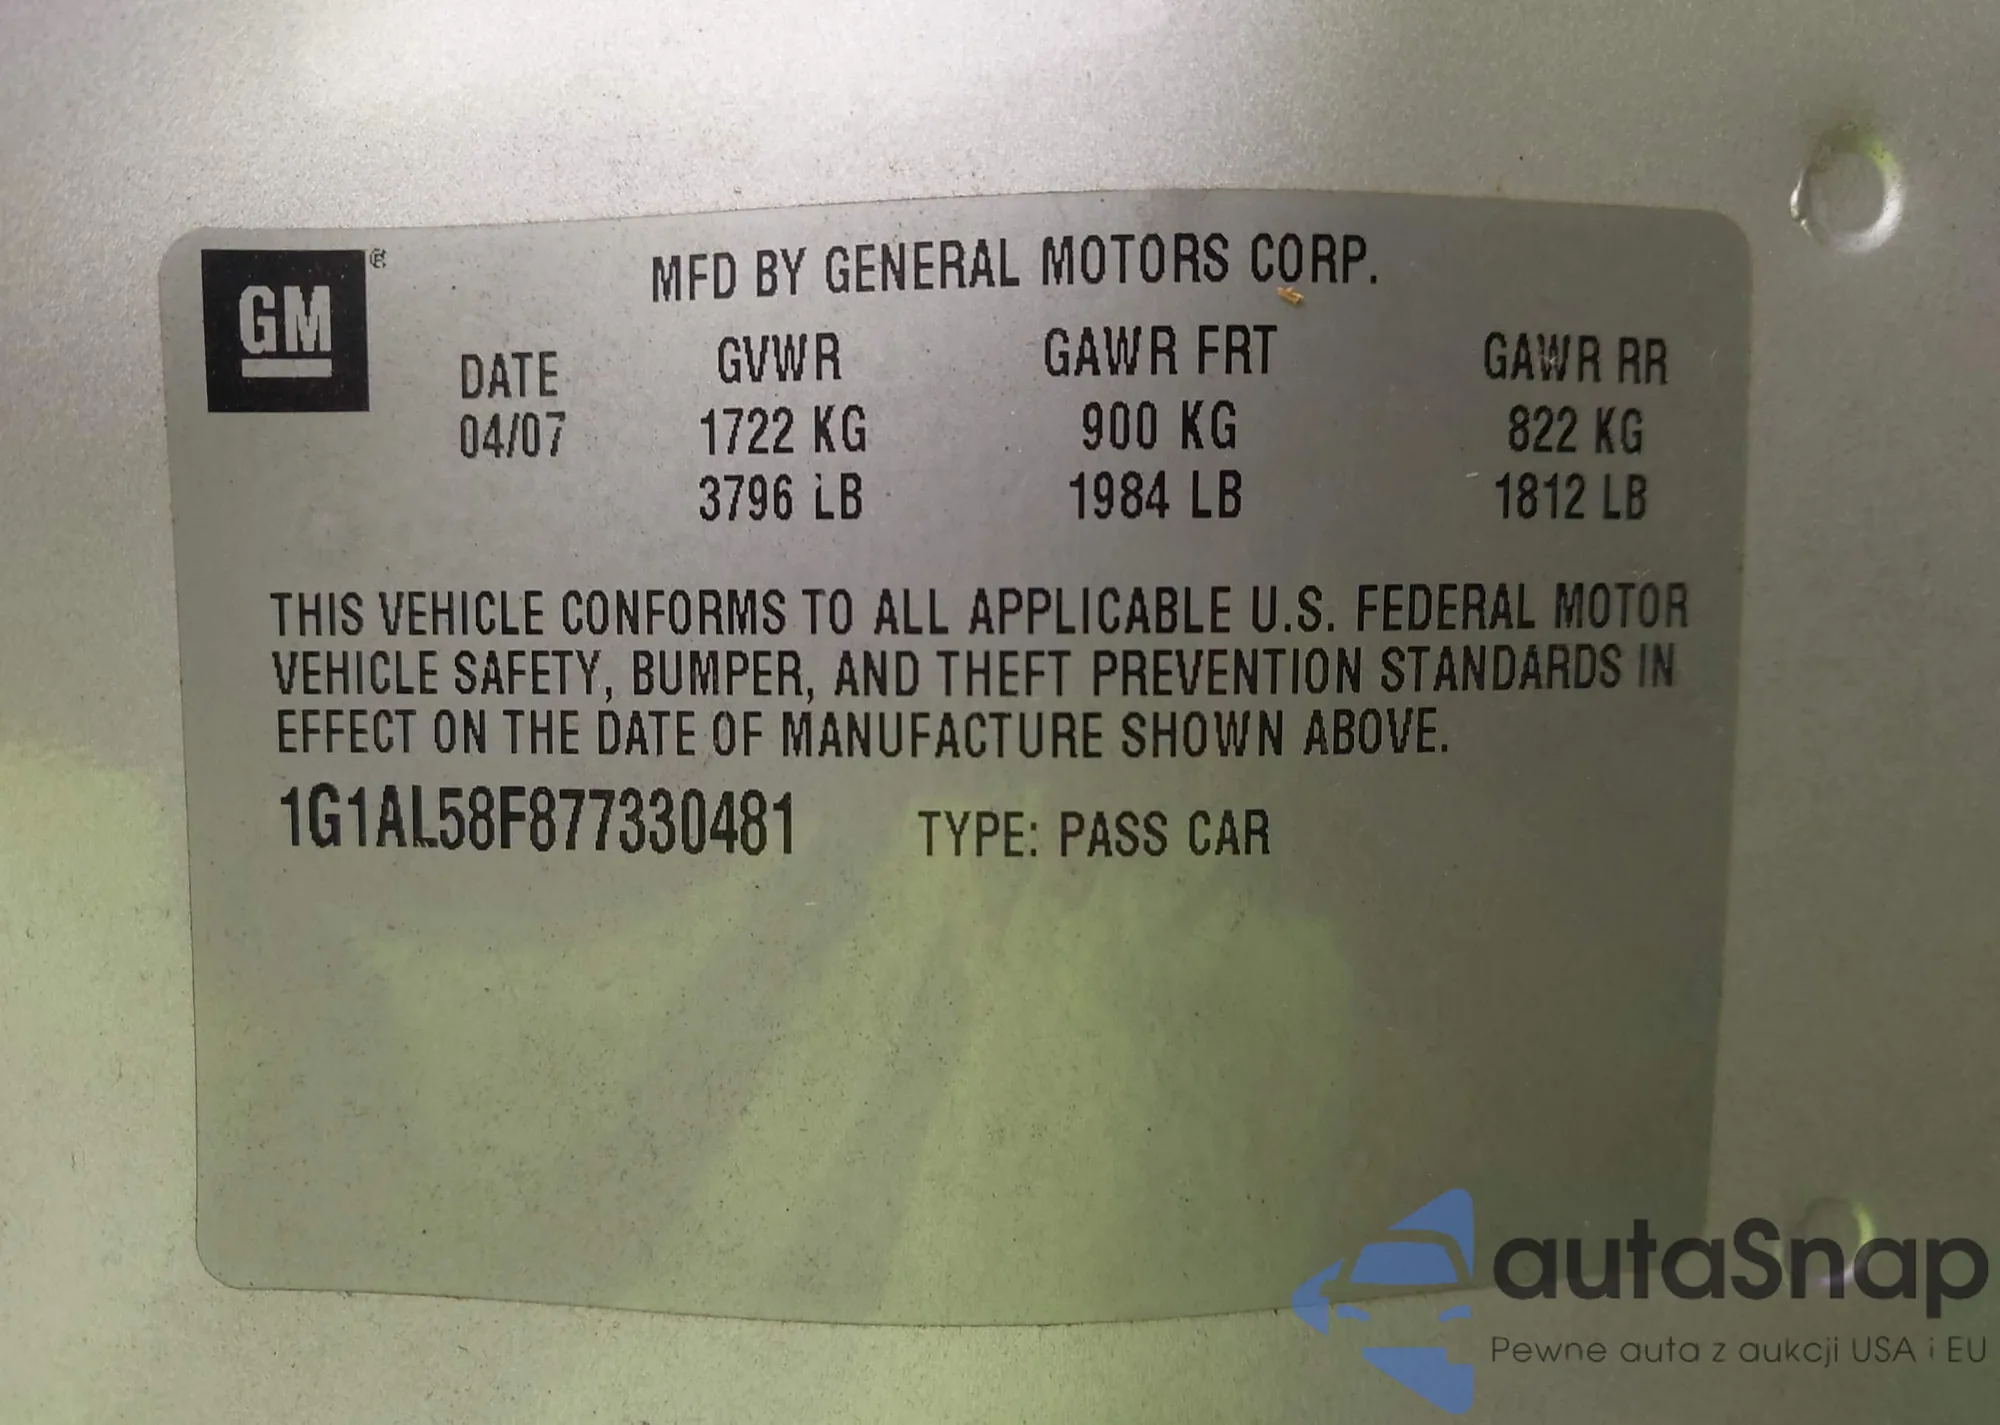 GM ®
MFD BY GENERAL MOTORS CORP.
DATE GVWR GAWR FRT GAWR RR
04/07 1722 KG 900 KG 822 KG
3796 LB 1984 LB 1812 LB
THIS VEHICLE CONFORMS TO ALL APPLICABLE U.S. FEDERAL MOTOR
VEHICLE SAFETY, BUMPER, AND THEFT PREVENTION STANDARDS IN
EFFECT ON THE DATE OF MANUFACTURE SHOWN ABOVE.
1G1AL58F877330481 TYPE: PASS CAR
autaSnap
Pewne auta z aukcji USA i EU